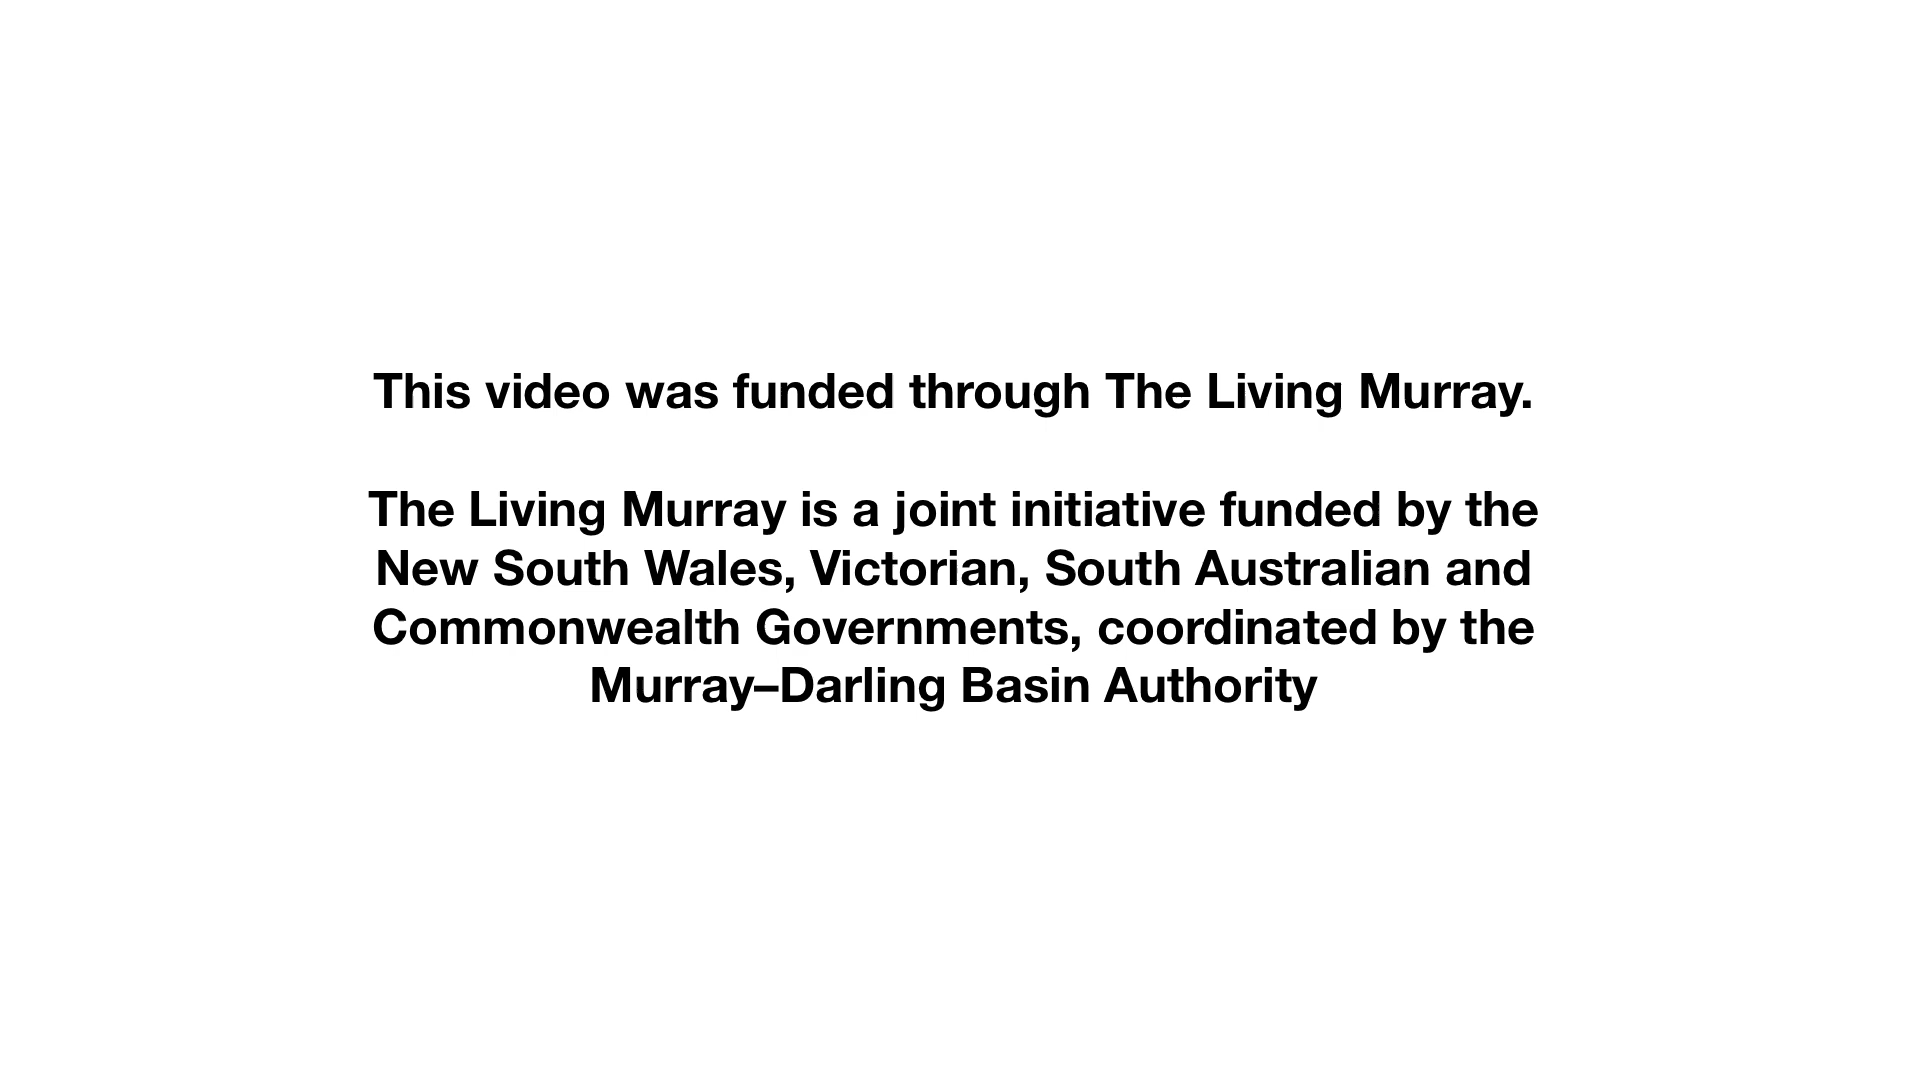 This video was funded through The Living Murray.
The Living Murray is a joint initiative funded by the
New South Wales, Victorian, South Australian and
Commonwealth Governments, coordinated by the
Murray–Darling Basin Authority